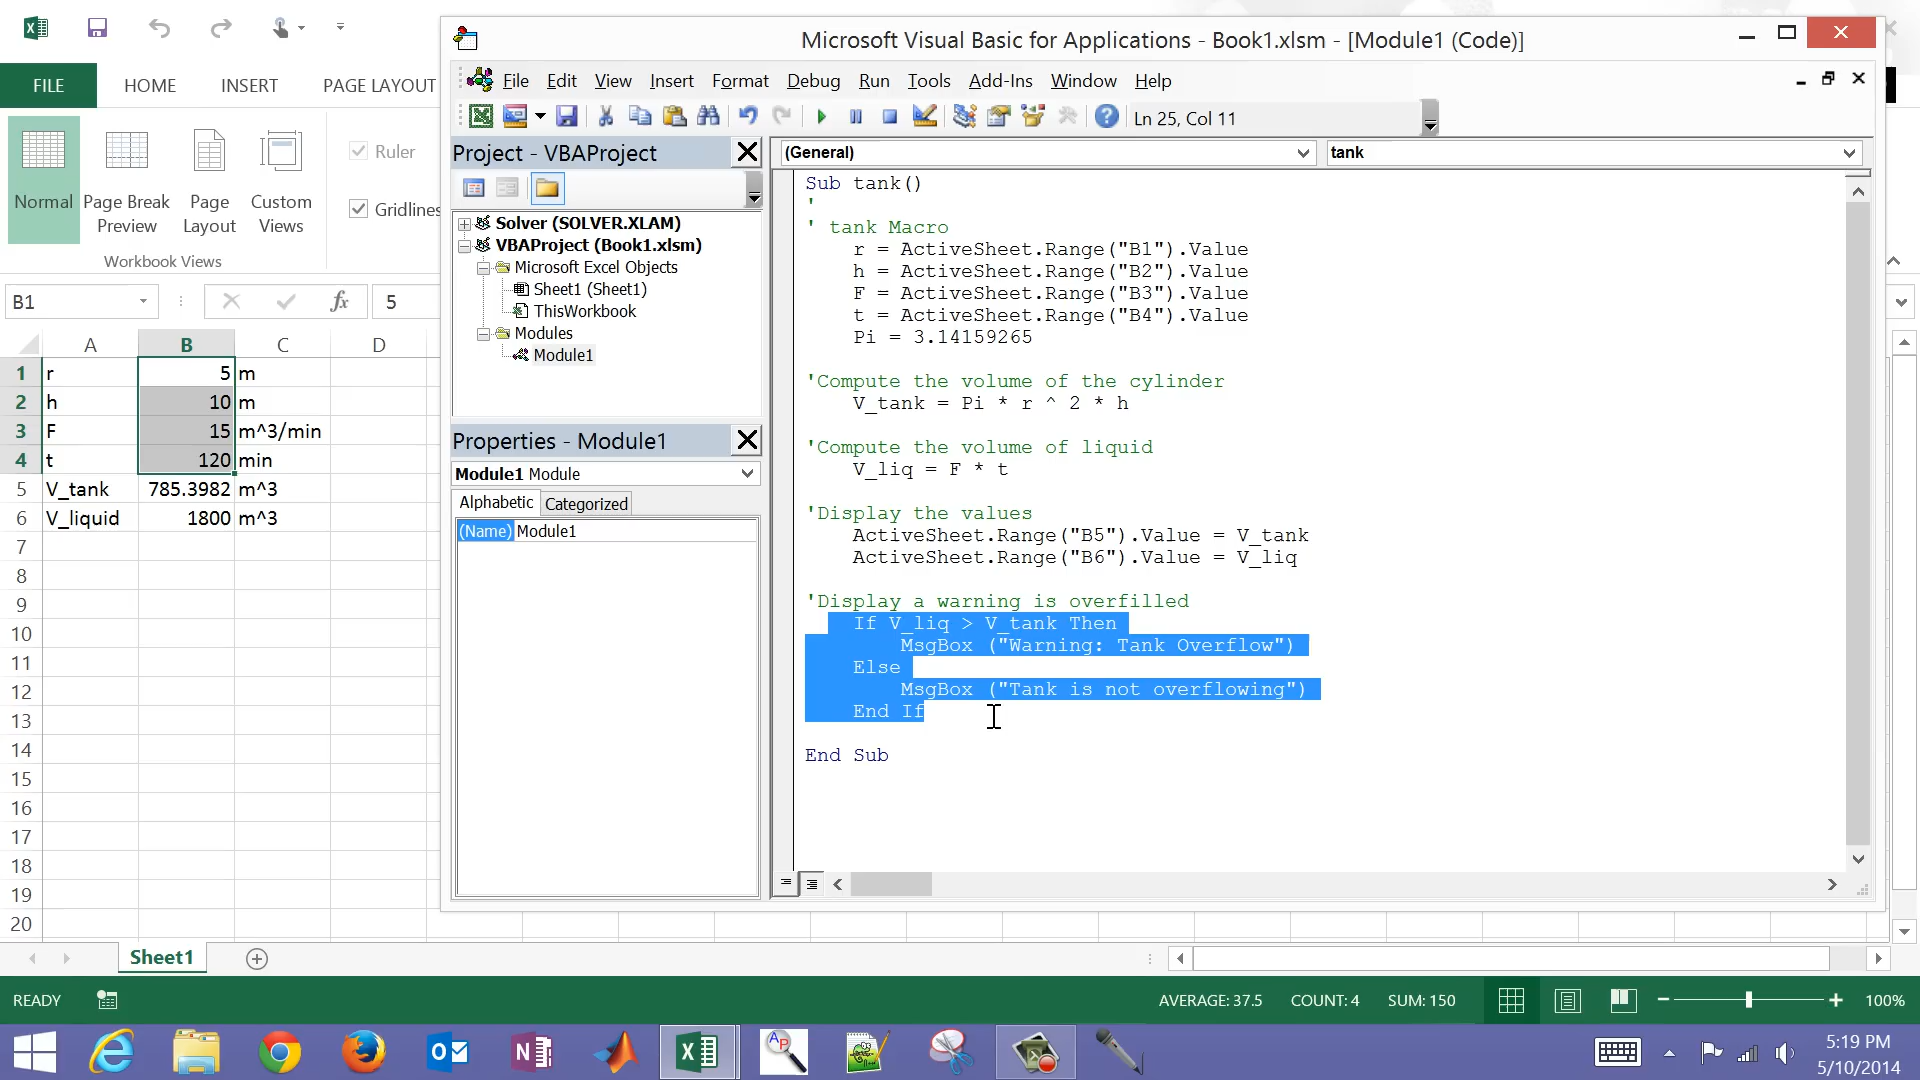 Microsoft Visual Basic for Applications - Book1.xlsm - [Module1 (Code)]
FILE HOME INSERT PAGE LAYOUT
File Edit View Insert Format Debug Run Tools Add-Ins Window Help
Ln 25, Col 11
Normal
Page Break Preview
Page Layout
Custom Views
Ruler
Gridlines
Workbook Views
B1
fx
5
A B C D
1 r 5 m
2 h 10 m
3 F 15 m^3/min
4 t 120 min
5 V_tank 785.3982 m^3
6 V_liquid 1800 m^3
7
8
9
10
11
12
13
14
15
16
17
18
19
20
Project - VBAProject
Solver (SOLVER.XLAM)
VBAProject (Book1.xlsm)
Microsoft Excel Objects
Sheet1 (Sheet1)
ThisWorkbook
Modules
Module1
Properties - Module1
Module1 Module
Alphabetic Categorized
(Name) Module1
(General) tank
Sub tank()
'
' tank Macro
r = ActiveSheet.Range("B1").Value
h = ActiveSheet.Range("B2").Value
F = ActiveSheet.Range("B3").Value
t = ActiveSheet.Range("B4").Value
Pi = 3.14159265
'Compute the volume of the cylinder
V_tank = Pi * r ^ 2 * h
'Compute the volume of liquid
V_liq = F * t
'Display the values
ActiveSheet.Range("B5").Value = V_tank
ActiveSheet.Range("B6").Value = V_liq
'Display a warning is overfilled
If V_liq > V_tank Then
MsgBox ("Warning: Tank Overflow")
Else
MsgBox ("Tank is not overflowing")
End If
End Sub
Sheet1
READY
AVERAGE: 37.5 COUNT: 4 SUM: 150
100%
5:19 PM
5/10/2014